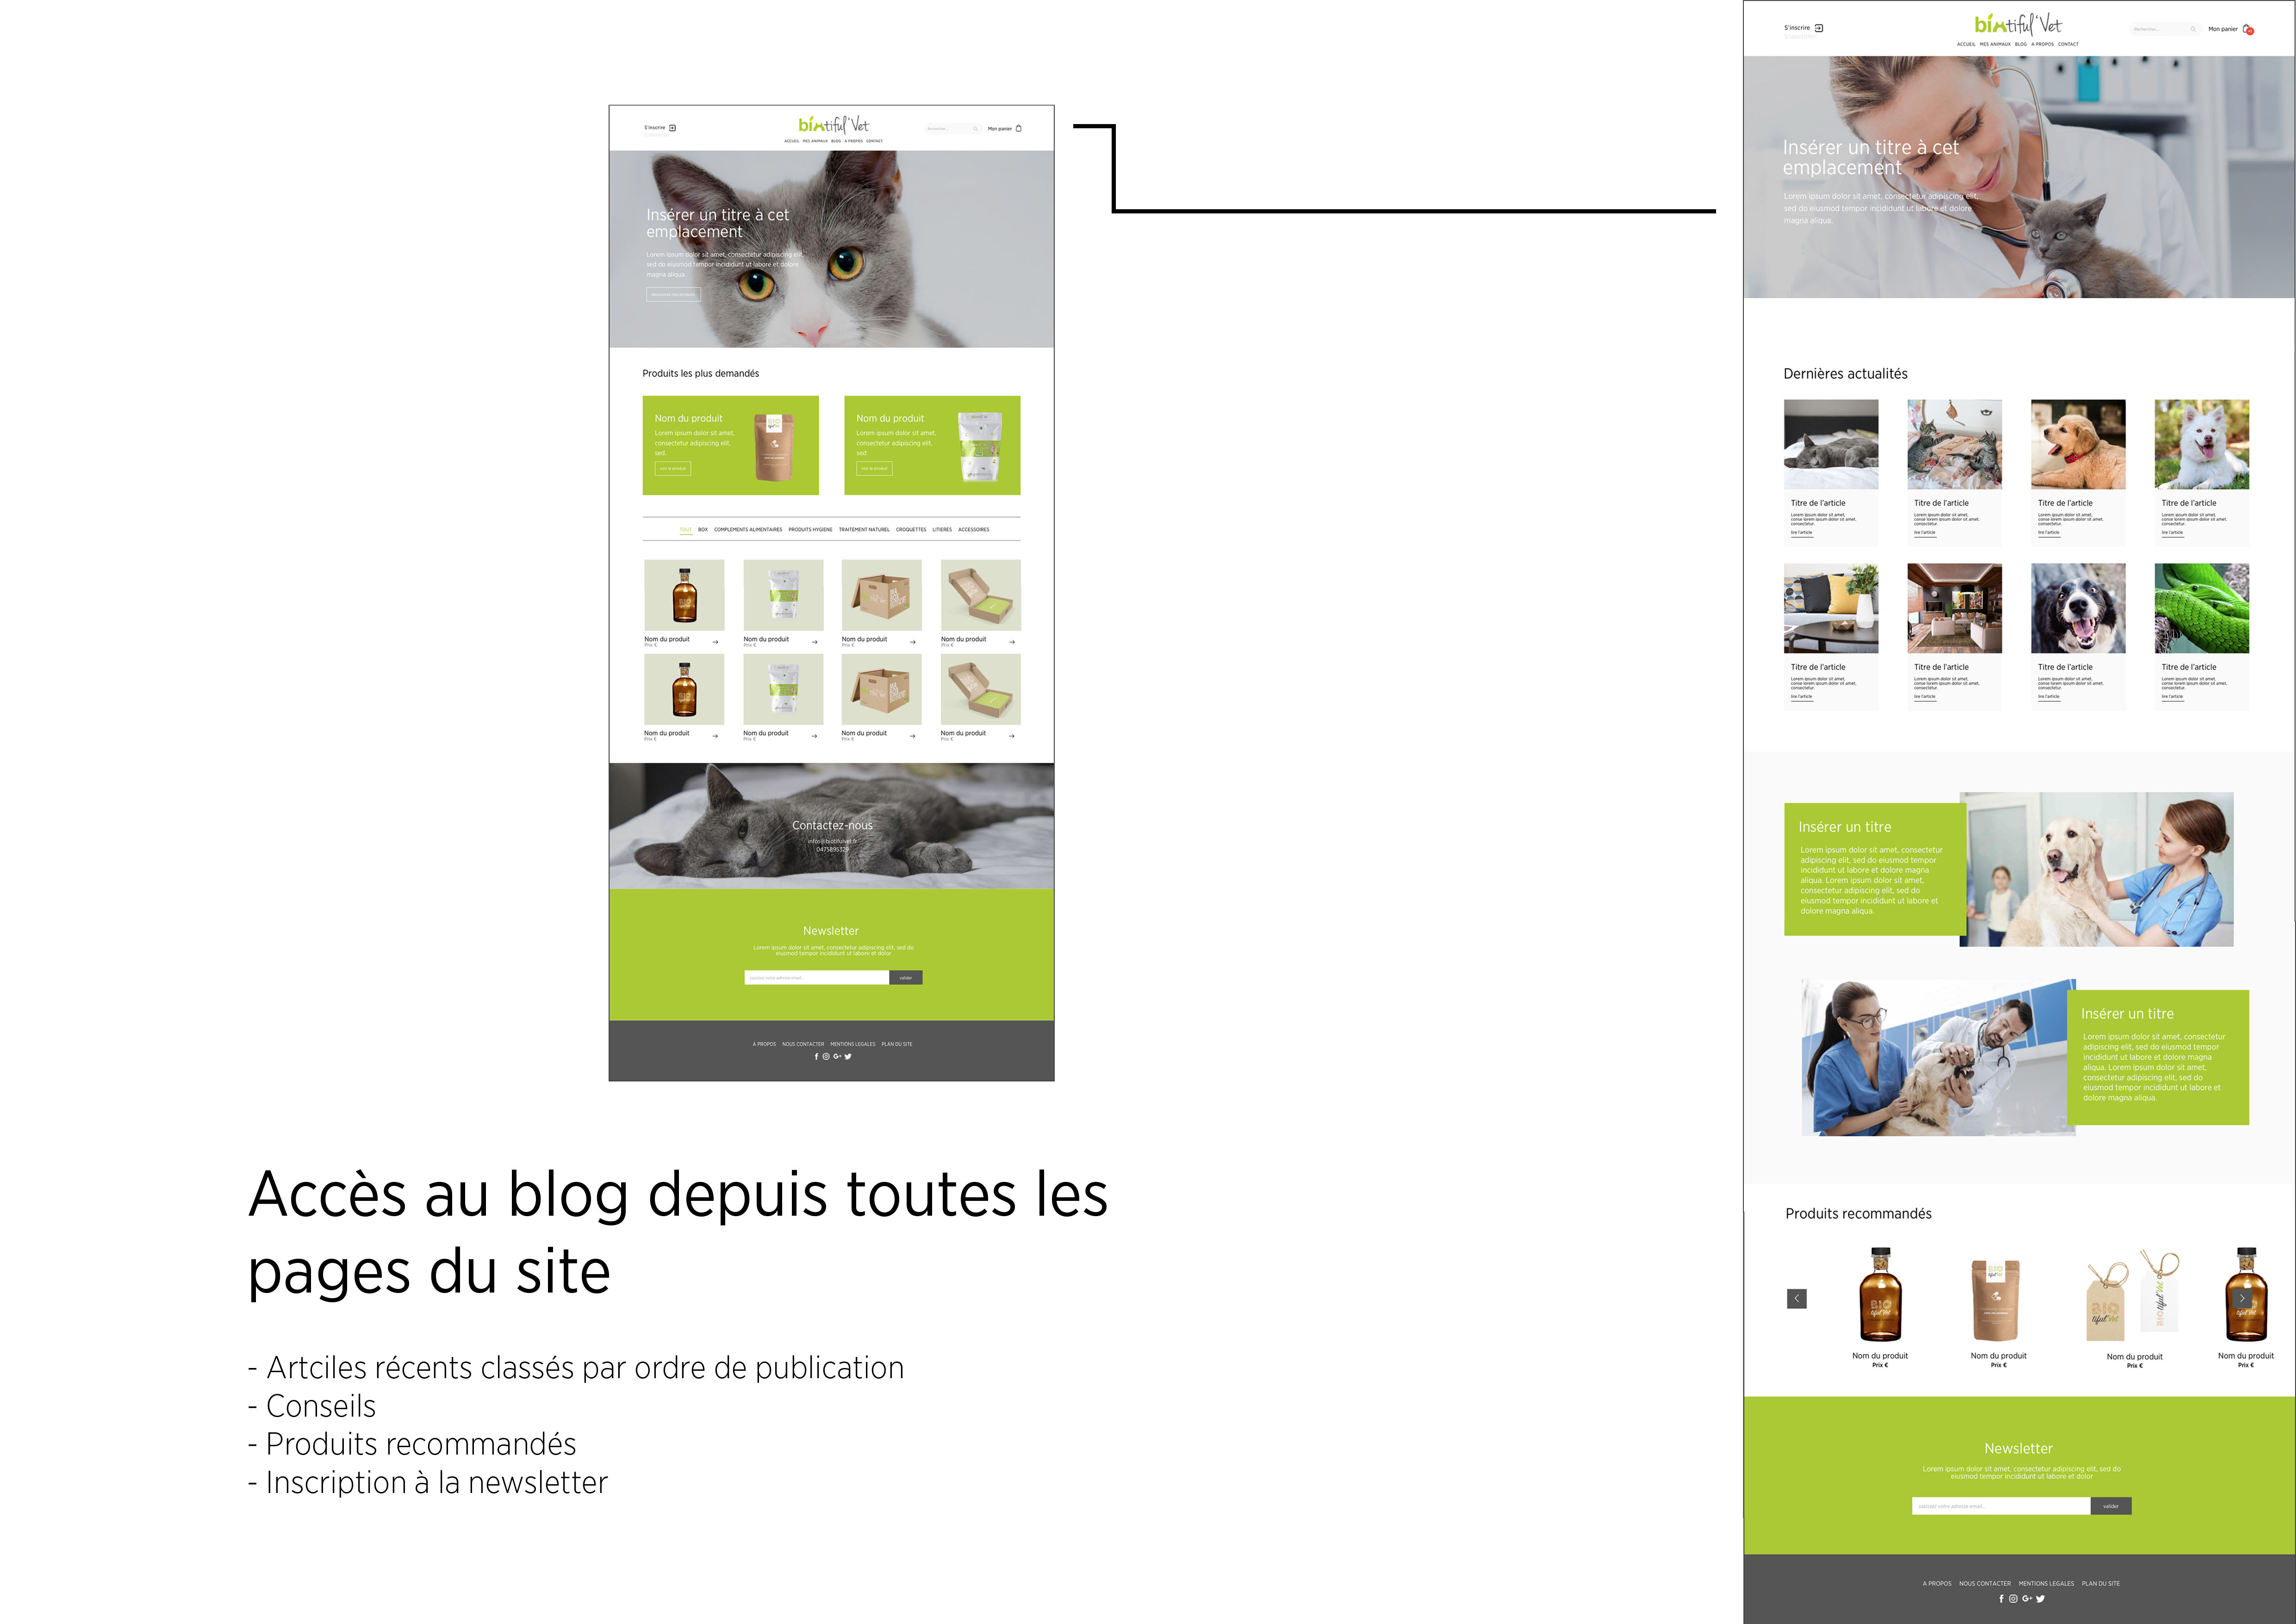 S'inscrire
biotiful'Vet
Rechercher...
Mon panier
ACCUEIL MES ANIMAUX BLOG A PROPOS CONTACT
Insérer un titre à cet
emplacement
Lorem ipsum dolor sit amet, consectetur adipiscing elit,
sed do eiusmod tempor incididunt ut labore et dolore
magna aliqua.
Produits les plus demandés
Nom du produit
Lorem ipsum dolor sit amet,
consectetur adipiscing elit,
sed.
voir le produit
BIO
tiful'Vet
Nom du produit
Lorem ipsum dolor sit amet,
consectetur adipiscing elit,
sed
voir le produit
TOUT BOX COMPLEMENTS ALIMENTAIRES PRODUITS HYGIENE TRAITEMENT NATUREL CROQUETTES LITIERES ACCESSOIRES
Nom du produit
Prix €
Nom du produit
Prix €
Nom du produit
Prix €
Nom du produit
Prix €
Nom du produit
Prix €
Nom du produit
Prix €
Nom du produit
Prix €
Nom du produit
Prix €
Contactez-nous
infos@biotifulvet.fr
0475895329
Newsletter
Lorem ipsum dolor sit amet, consectetur adipiscing elit, sed do
eiusmod tempor incididunt ut labore et dolor
saisissez votre adresse email...
valider
A PROPOS NOUS CONTACTER MENTIONS LEGALES PLAN DU SITE
Accès au blog depuis toutes les
pages du site
- Artciles récents classés par ordre de publication
- Conseils
- Produits recommandés
- Inscription à la newsletter
S'inscrire
biotiful'Vet
Rechercher...
Mon panier
ACCUEIL MES ANIMAUX BLOG A PROPOS CONTACT
Insérer un titre à cet
emplacement
Lorem ipsum dolor sit amet, consectetur adipiscing elit,
sed do eiusmod tempor incididunt ut labore et dolore
magna aliqua.
Dernières actualités
Titre de l'article
Lorem ipsum dolor sit amet,
conse lorem ipsum dolor sit amet,
consectetur.
lire l'article
Titre de l'article
Lorem ipsum dolor sit amet,
conse lorem ipsum dolor sit amet,
consectetur.
lire l'article
Titre de l'article
Lorem ipsum dolor sit amet,
conse lorem ipsum dolor sit amet,
consectetur.
lire l'article
Titre de l'article
Lorem ipsum dolor sit amet,
conse lorem ipsum dolor sit amet,
consectetur.
lire l'article
Titre de l'article
Lorem ipsum dolor sit amet,
conse lorem ipsum dolor sit amet,
consectetur.
lire l'article
Titre de l'article
Lorem ipsum dolor sit amet,
conse lorem ipsum dolor sit amet,
consectetur.
lire l'article
Titre de l'article
Lorem ipsum dolor sit amet,
conse lorem ipsum dolor sit amet,
consectetur.
lire l'article
Titre de l'article
Lorem ipsum dolor sit amet,
conse lorem ipsum dolor sit amet,
consectetur.
lire l'article
Insérer un titre
Lorem ipsum dolor sit amet, consectetur
adipiscing elit, sed do eiusmod tempor
incididunt ut labore et dolore magna
aliqua. Lorem ipsum dolor sit amet,
consectetur adipiscing elit, sed do
eiusmod tempor incididunt ut labore et
dolore magna aliqua.
Insérer un titre
Lorem ipsum dolor sit amet, consectetur
adipiscing elit, sed do eiusmod tempor
incididunt ut labore et dolore magna
aliqua. Lorem ipsum dolor sit amet,
consectetur adipiscing elit, sed do
eiusmod tempor incididunt ut labore et
dolore magna aliqua.
Produits recommandés
BIO
tiful'Vet
Nom du produit
Prix €
BIO
tiful'Vet
Nom du produit
Prix €
BIO
tiful'Vet
BIO
tiful'Vet
Nom du produit
Prix €
BIO
tiful'Vet
Nom du produit
Prix €
Newsletter
Lorem ipsum dolor sit amet, consectetur adipiscing elit, sed do
eiusmod tempor incididunt ut labore et dolor
saisissez votre adresse email...
valider
A PROPOS NOUS CONTACTER MENTIONS LEGALES PLAN DU SITE